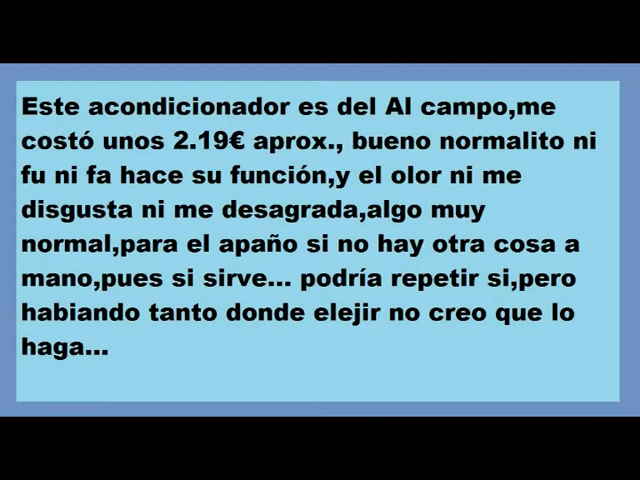 Este acondicionador es del Al campo,me
costó unos 2.19€ aprox., bueno normalito ni
fu ni fa hace su función,y el olor ni me
disgusta ni me desagrada,algo muy
normal,para el apaño si no hay otra cosa a
mano,pues si sirve... podría repetir si,pero
habiando tanto donde elejir no creo que lo
haga...